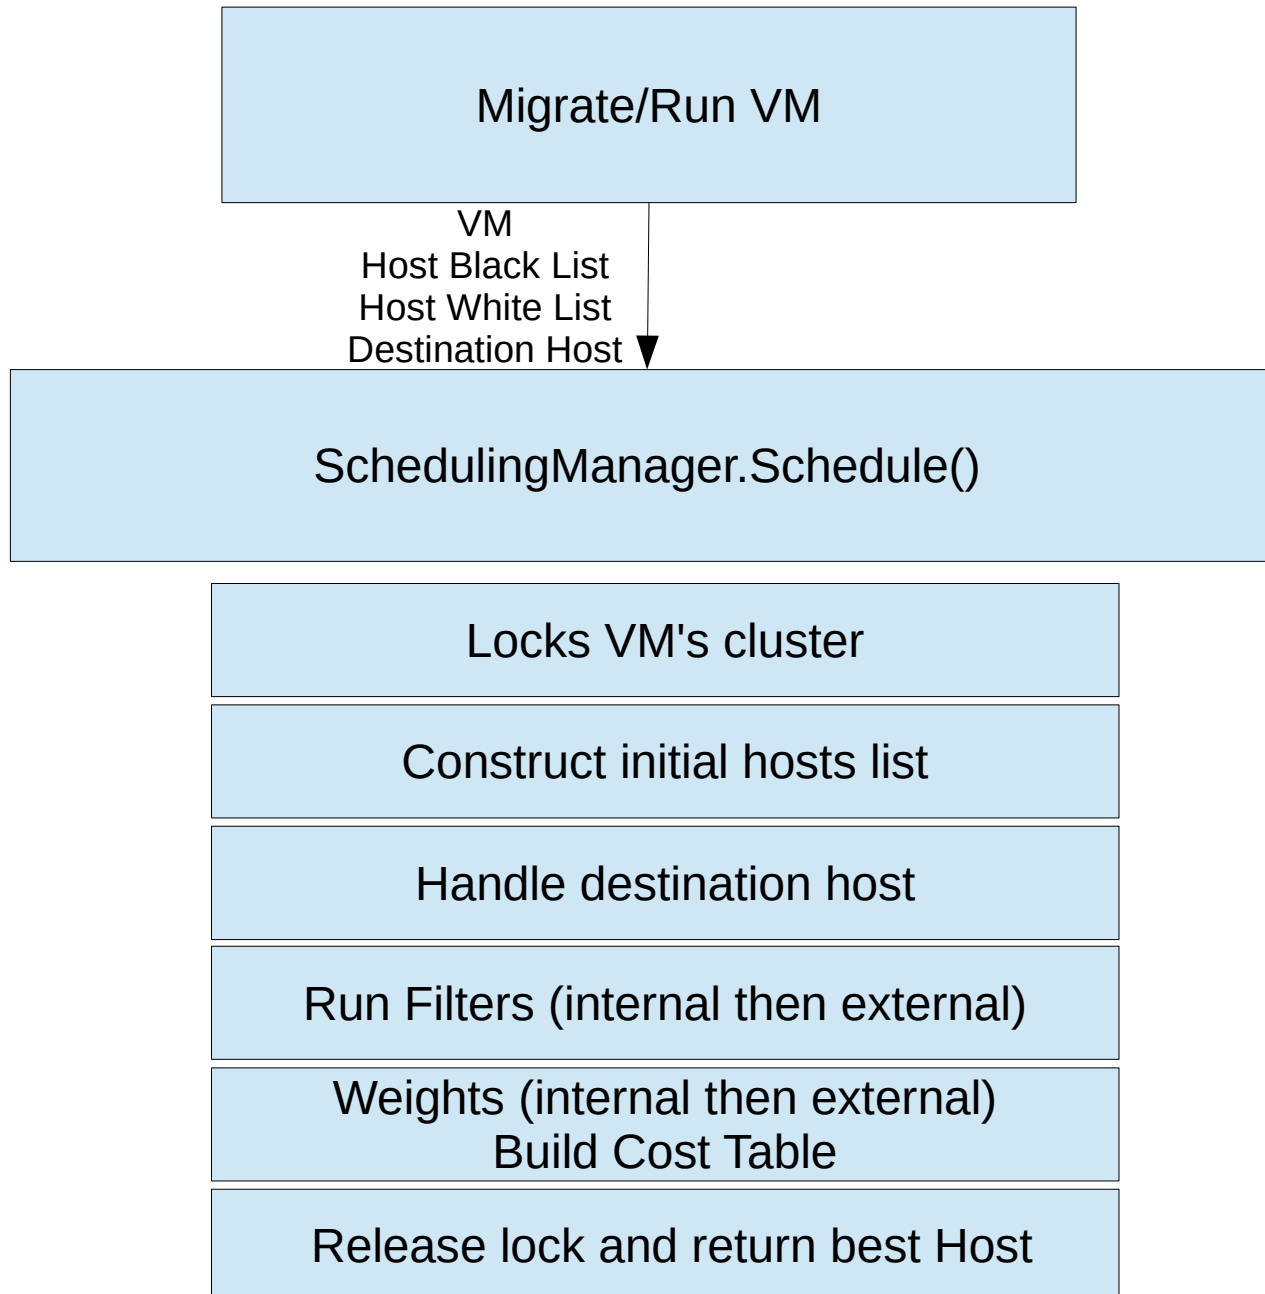 Migrate/Run VM
VM
Host Black List
Host White List
Destination Host
SchedulingManager.Schedule()
Locks VM's cluster
Construct initial hosts list
Handle destination host
Run Filters (internal then external)
Weights (internal then external)
Build Cost Table
Release lock and return best Host